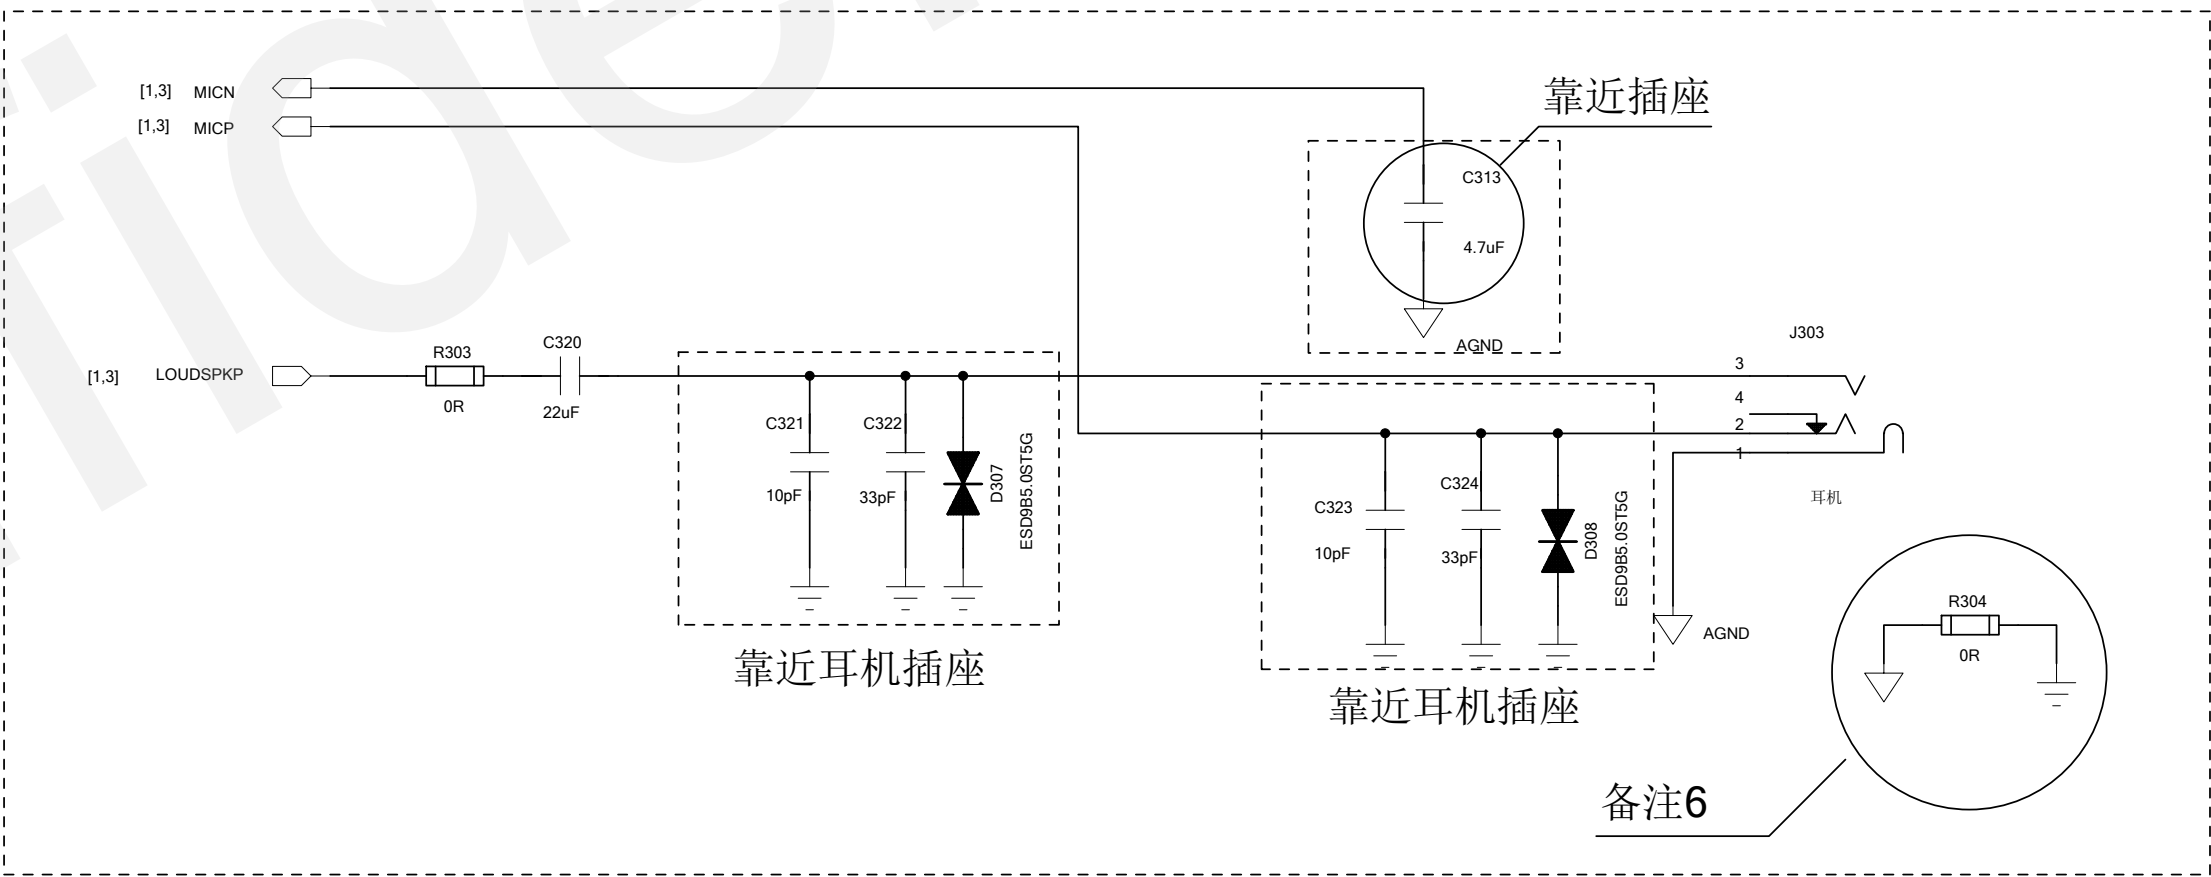 [1,3] MICN
[1,3] MICP
靠近插座
C313
4.7uF
AGND
J303
[1,3] LOUDSPKP
R303
0R
C320
22uF
3
4
2
1
C321
10pF
C322
33pF
D307
ESD9B5.0ST5G
靠近耳机插座
C323
10pF
C324
33pF
D308
ESD9B5.0ST5G
靠近耳机插座
AGND
耳机
R304
0R
备注6
fide